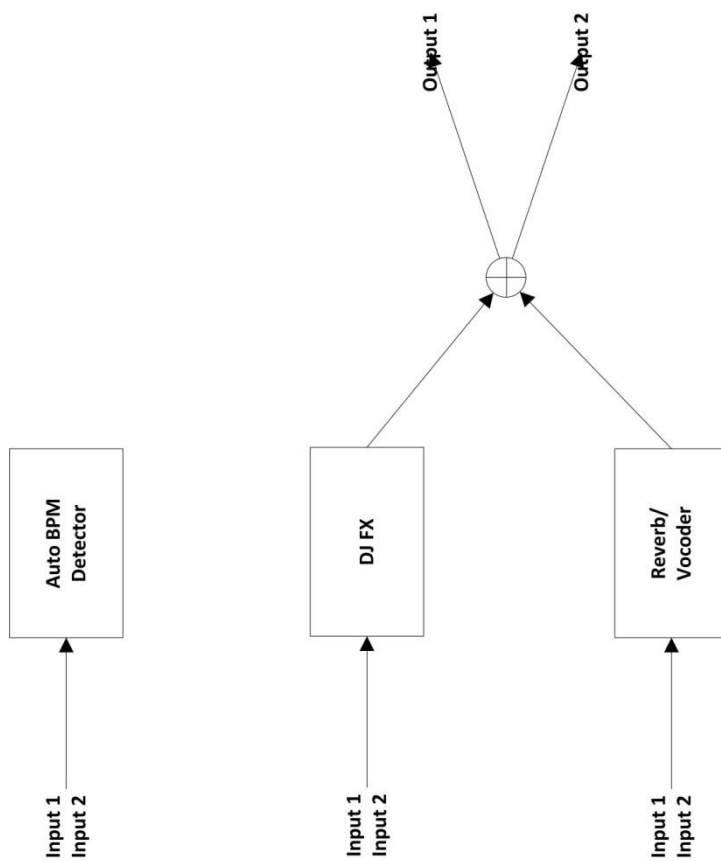 Input 1
Input 2
Auto BPM
Detector
Input 1
Input 2
DJ FX
Output 1
Output 2
Input 1
Input 2
Reverb/
Vocoder